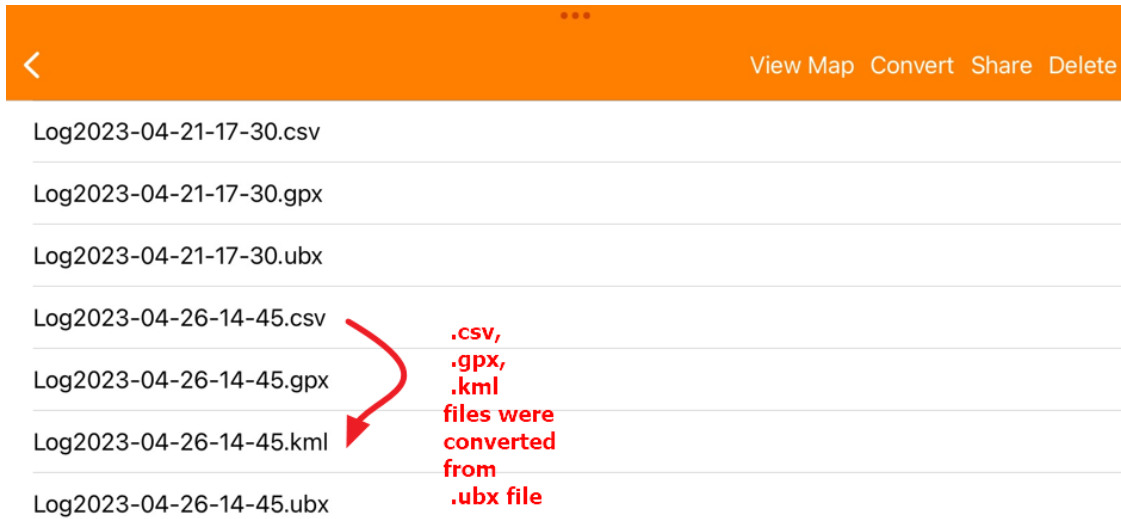 View Map Convert Share Delete
Log2023-04-21-17-30.csv
Log2023-04-21-17-30.gpx
Log2023-04-21-17-30.ubx
Log2023-04-26-14-45.csv
Log2023-04-26-14-45.gpx
Log2023-04-26-14-45.kml
Log2023-04-26-14-45.ubx
.csv,
.gpx,
.kml
files were
converted
from
.ubx file